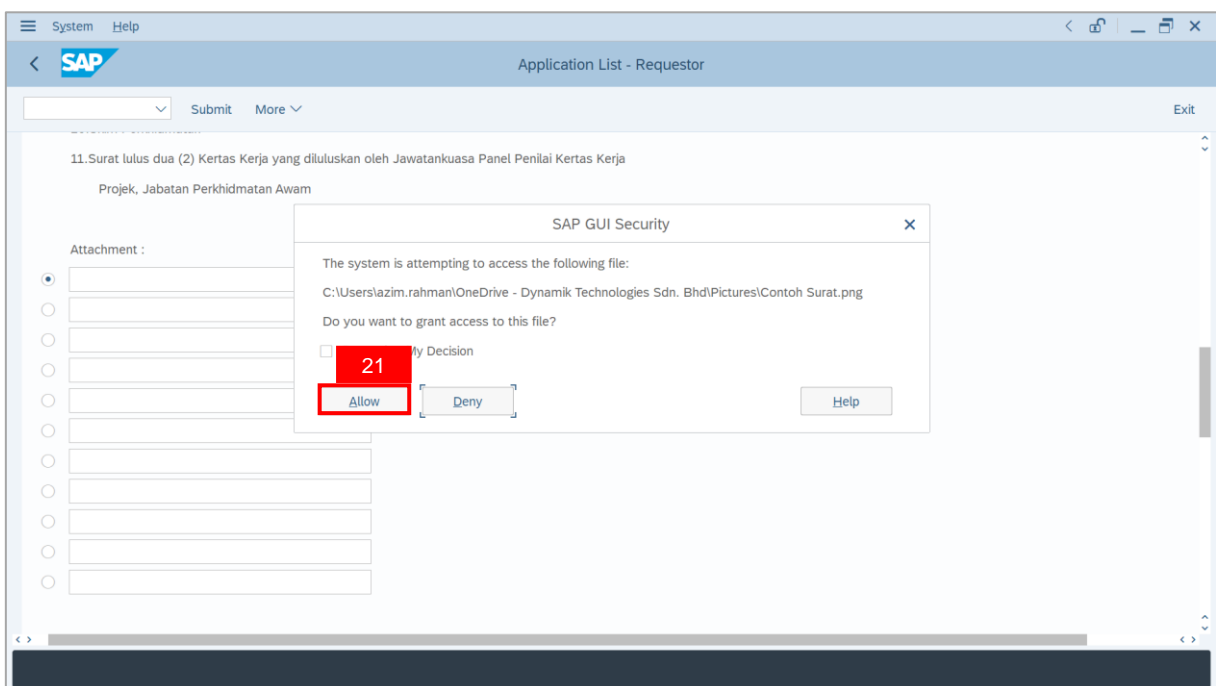 System Help
SAP Application List - Requestor
Submit More Exit
11.Surat lulus dua (2) Kertas Kerja yang diluluskan oleh Jawatankuasa Panel Penilai Kertas Kerja
Projek, Jabatan Perkhidmatan Awam
SAP GUI Security
Attachment :
The system is attempting to access the following file:
C:\Users\azim.rahman\OneDrive - Dynamik Technologies Sdn. Bhd\Pictures\Contoh Surat.png
Do you want to grant access to this file?
My Decision
21
Allow Deny Help